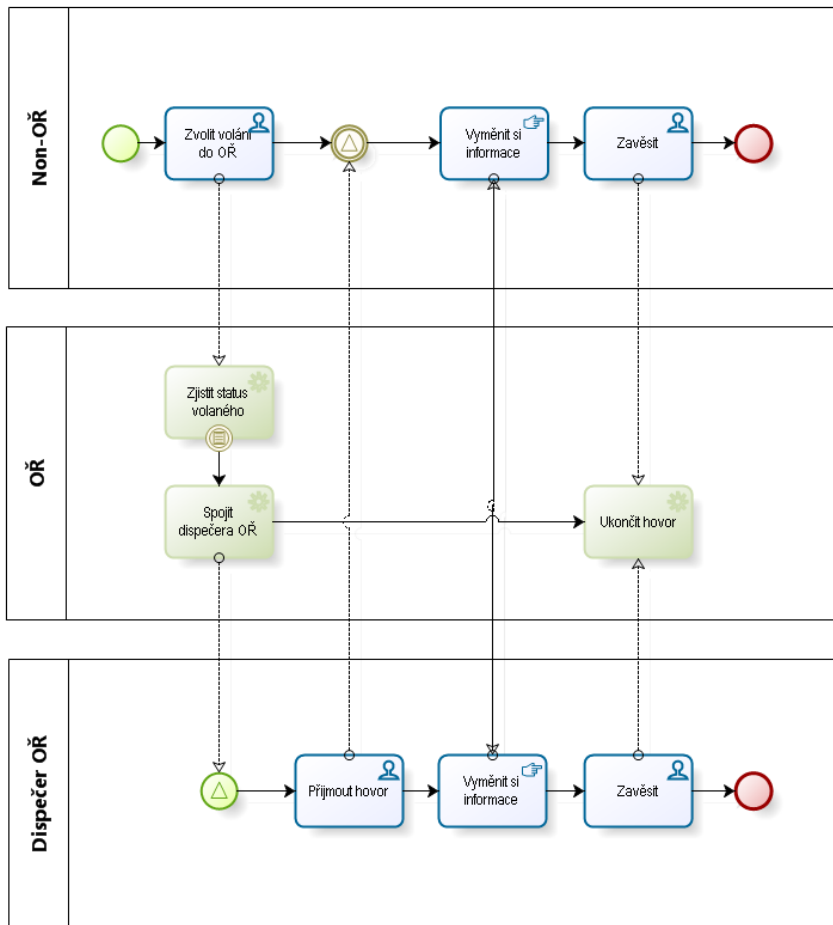 Non-OŘ
Zvolit volání
do OŘ
Vyměnit si
informace
Zavěsit
OŘ
Zjistit status
volaného
Spojit
dispečera OŘ
Ukončit hovor
Dispečer OŘ
Přijmout hovor
Vyměnit si
informace
Zavěsit